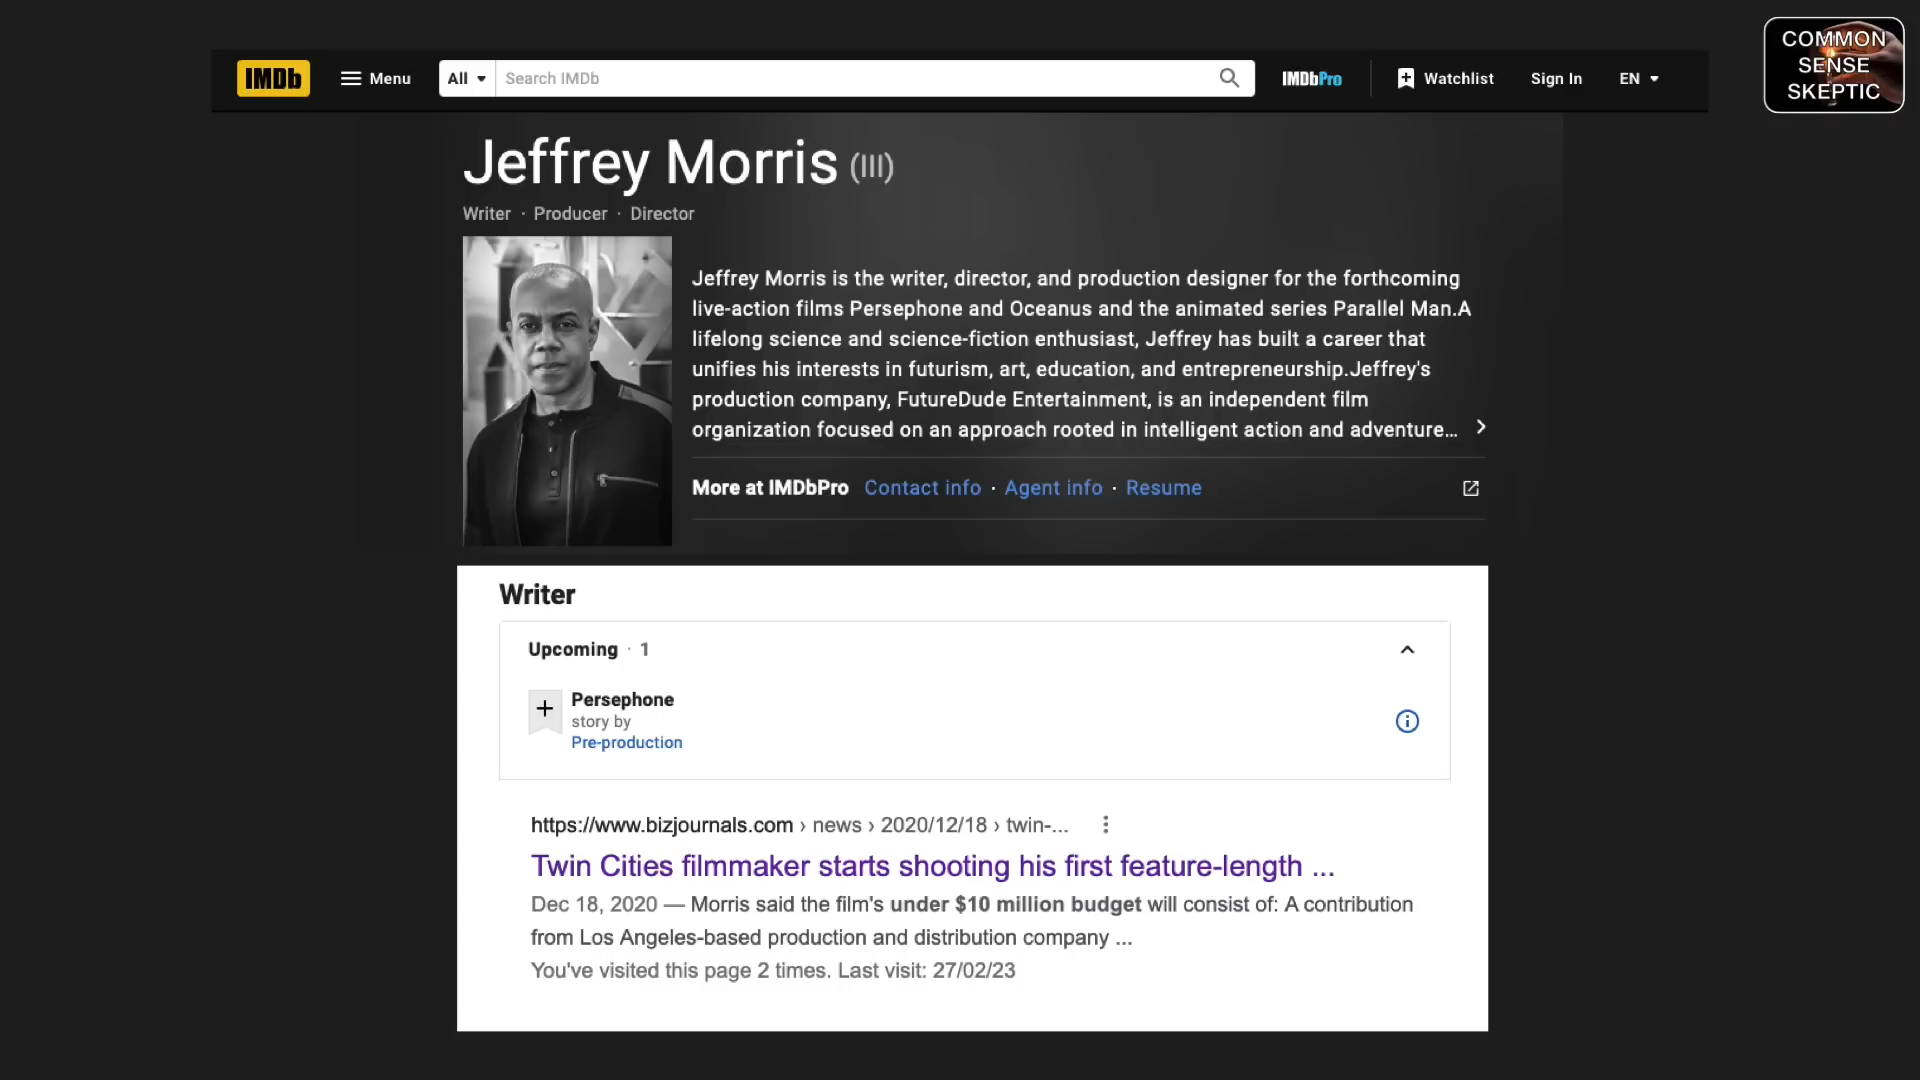 COMMON
SENSE
SKEPTIC
IMDb
Menu
All
Search IMDb
IMDbPro
Watchlist
Sign In
EN
Jeffrey Morris (III)
Writer · Producer · Director
Jeffrey Morris is the writer, director, and production designer for the forthcoming
live-action films Persephone and Oceanus and the animated series Parallel Man.A
lifelong science and science-fiction enthusiast, Jeffrey has built a career that
unifies his interests in futurism, art, education, and entrepreneurship.Jeffrey's
production company, FutureDude Entertainment, is an independent film
organization focused on an approach rooted in intelligent action and adventure...
More at IMDbPro Contact info · Agent info · Resume
Writer
Upcoming · 1
Persephone
story by
Pre-production
https://www.bizjournals.com › news › 2020/12/18 › twin-...
Twin Cities filmmaker starts shooting his first feature-length ...
Dec 18, 2020 — Morris said the film's under $10 million budget will consist of: A contribution
from Los Angeles-based production and distribution company ...
You've visited this page 2 times. Last visit: 27/02/23